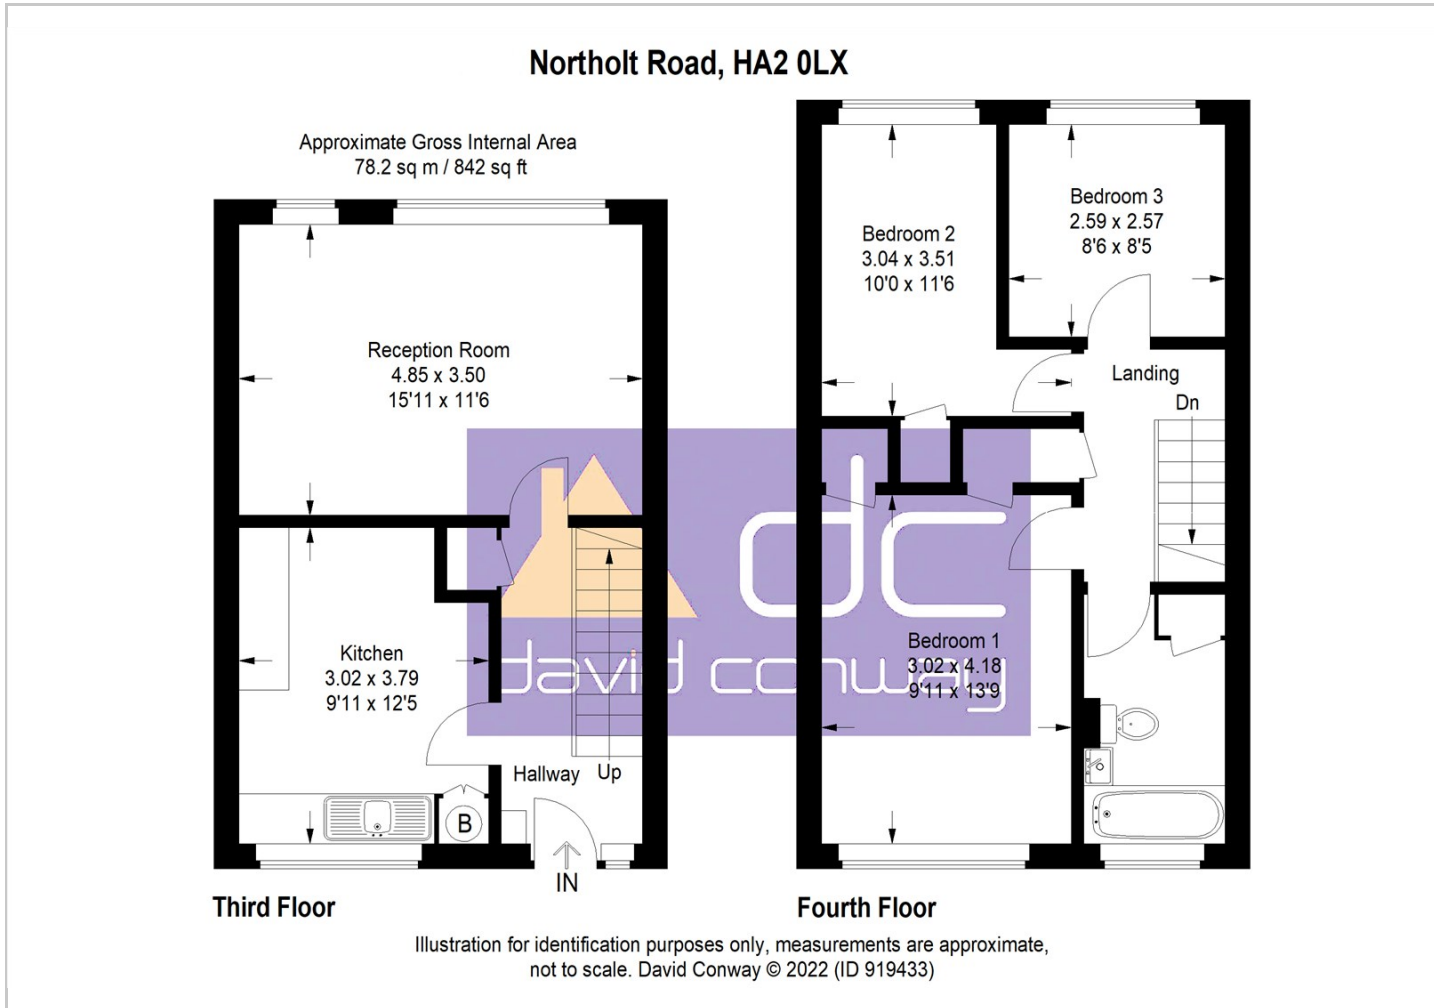 Northolt Road, HA2 0LX
Approximate Gross Internal Area
78.2 sq m / 842 sq ft
Reception Room
4.85 x 3.50
15'11 x 11'6
Kitchen
3.02 x 3.79
9'11 x 12'5
B
Hallway
Up
IN
Third Floor
Bedroom 2
3.04 x 3.51
10'0 x 11'6
Bedroom 3
2.59 x 2.57
8'6 x 8'5
Landing
Dn
Bedroom 1
3.02 x 4.18
9'11 x 13'9
dc
david conway
Fourth Floor
Illustration for identification purposes only, measurements are approximate,
not to scale. David Conway © 2022 (ID 919433)